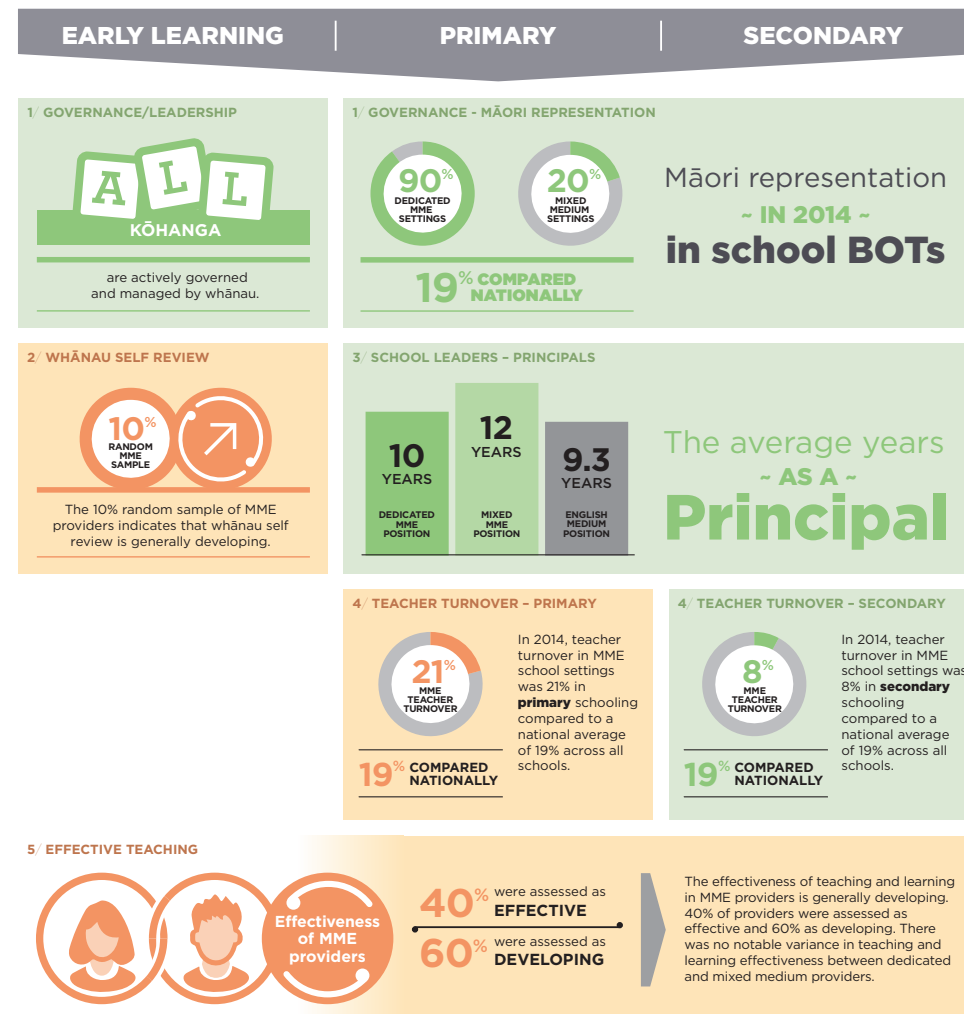 EARLY LEARNING
PRIMARY
SECONDARY
1/ GOVERNANCE/LEADERSHIP
ALL
KŌHANGA
are actively governed
and managed by whānau.
1/ GOVERNANCE - MĀORI REPRESENTATION
90%
DEDICATED
MME
SETTINGS
20%
MIXED
MEDIUM
SETTINGS
19% COMPARED
NATIONALLY
Māori representation
~ IN 2014 ~
in school BOTs
2/ WHĀNAU SELF REVIEW
10%
RANDOM
MME
SAMPLE
The 10% random sample of MME
providers indicates that whānau self
review is generally developing.
3/ SCHOOL LEADERS – PRINCIPALS
10
YEARS
DEDICATED
MME
POSITION
12
YEARS
MIXED
MME
POSITION
9.3
YEARS
ENGLISH
MEDIUM
POSITION
The average years
~ AS A ~
Principal
4/ TEACHER TURNOVER – PRIMARY
21%
MME
TEACHER
TURNOVER
19% COMPARED
NATIONALLY
In 2014, teacher
turnover in MME
school settings
was 21% in
primary schooling
compared to a
national average
of 19% across all
schools.
4/ TEACHER TURNOVER – SECONDARY
8%
MME
TEACHER
TURNOVER
19% COMPARED
NATIONALLY
In 2014, teacher
turnover in MME
school settings was
8% in secondary
schooling
compared to a
national average
of 19% across all
schools.
5/ EFFECTIVE TEACHING
Effectiveness
of MME
providers
40% were assessed as
EFFECTIVE
60% were assessed as
DEVELOPING
The effectiveness of teaching and learning
in MME providers is generally developing.
40% of providers were assessed as
effective and 60% as developing. There
was no notable variance in teaching and
learning effectiveness between dedicated
and mixed medium providers.